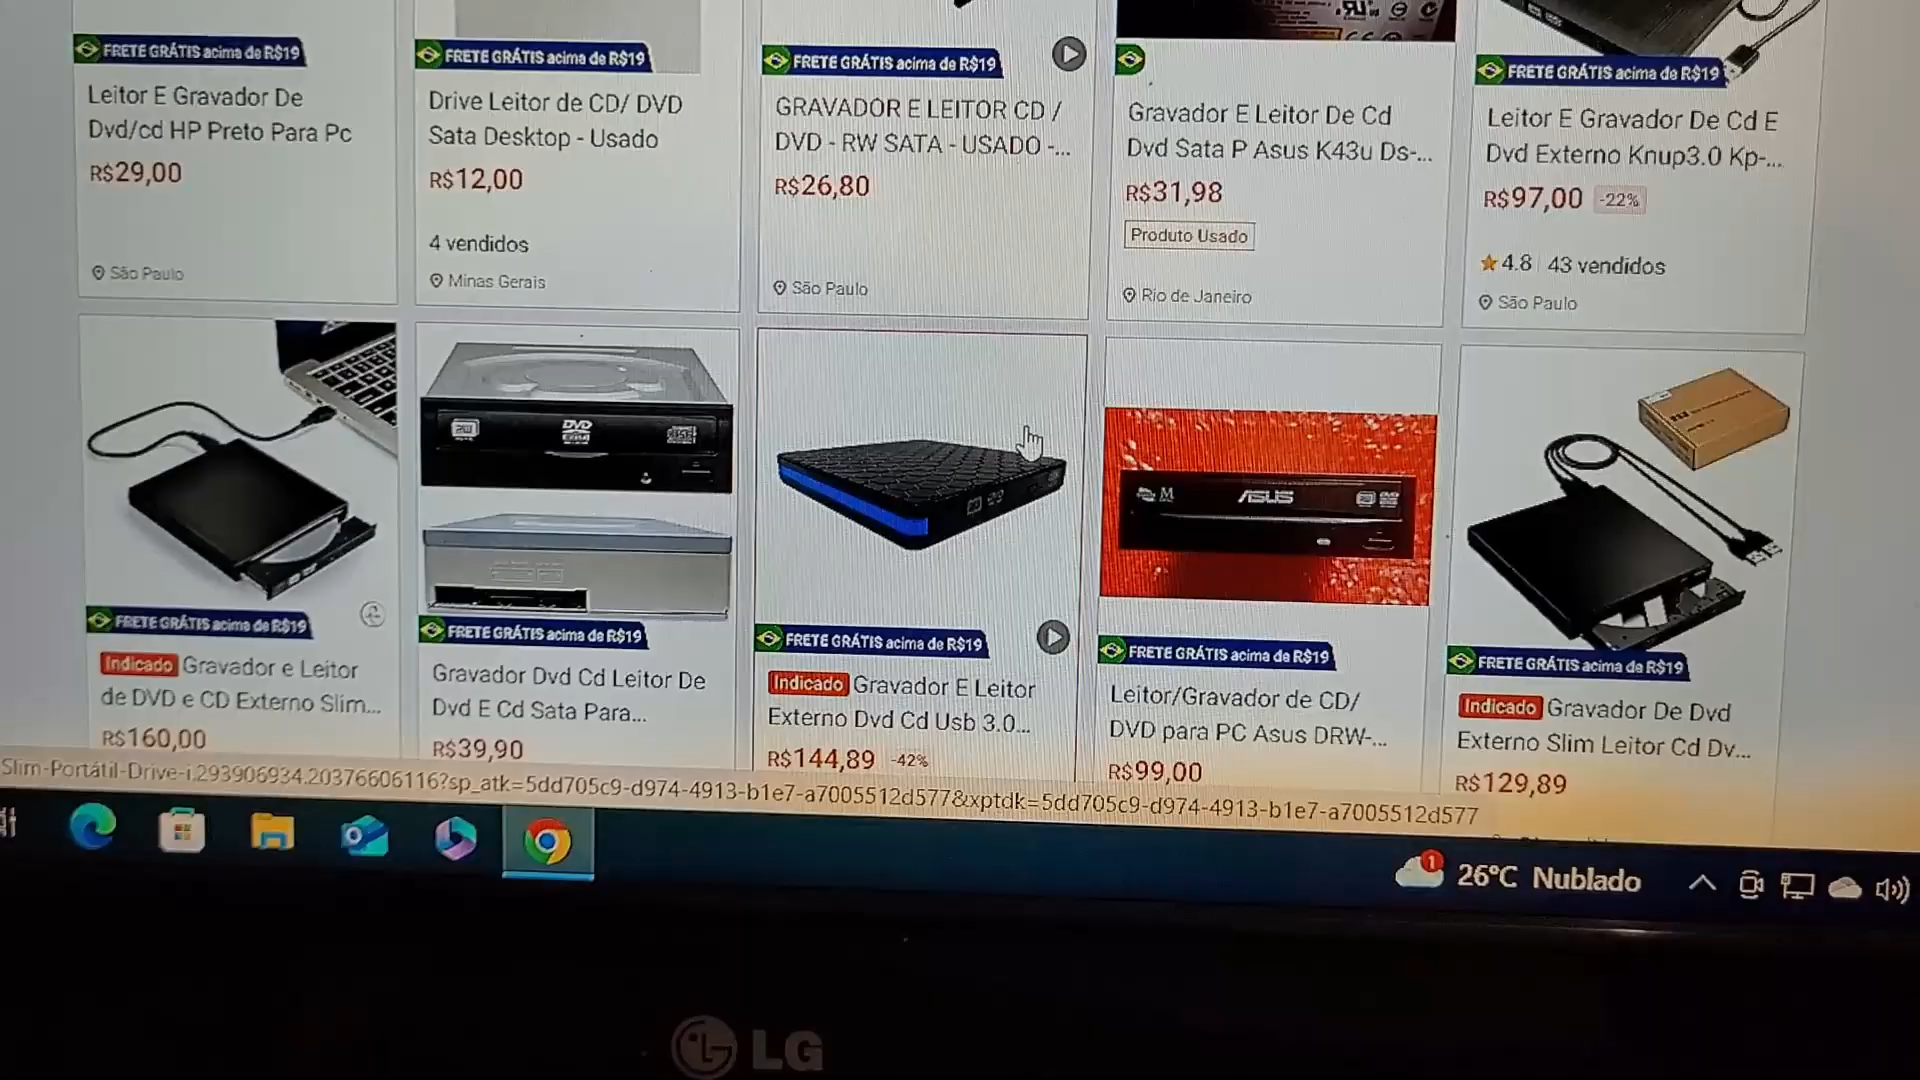 FRETE GRÁTIS acima de R$19
Leitor E Gravador De
Dvd/cd HP Preto Para Pc
R$29,00
São Paulo
FRETE GRÁTIS acima de R$19
Drive Leitor de CD/ DVD
Sata Desktop - Usado
R$12,00
4 vendidos
Minas Gerais
FRETE GRÁTIS acima de R$19
GRAVADOR E LEITOR CD /
DVD - RW SATA - USADO -...
R$26,80
São Paulo
Gravador E Leitor De Cd
Dvd Sata P Asus K43u Ds-...
R$31,98
Produto Usado
Rio de Janeiro
FRETE GRÁTIS acima de R$19
Leitor E Gravador De Cd E
Dvd Externo Knup3.0 Kp-...
R$97,00 -22%
4.8 43 vendidos
São Paulo
FRETE GRÁTIS acima de R$19
Indicado Gravador e Leitor
de DVD e CD Externo Slim...
R$160,00
DVD
FRETE GRÁTIS acima de R$19
Gravador Dvd Cd Leitor De
Dvd E Cd Sata Para...
R$39,90
FRETE GRÁTIS acima de R$19
Indicado Gravador E Leitor
Externo Dvd Cd Usb 3.0...
R$144,89 -42%
M ASUS
FRETE GRÁTIS acima de R$19
Leitor/Gravador de CD/
DVD para PC Asus DRW-...
R$99,00
FRETE GRÁTIS acima de R$19
Indicado Gravador De Dvd
Externo Slim Leitor Cd Dv...
R$129,89
Slim-Portátil-Drive-i.293906934.20376606116?sp_atk=5dd705c9-d974-4913-b1e7-a7005512d577&xptdk=5dd705c9-d974-4913-b1e7-a7005512d577
1
26°C Nublado
LG